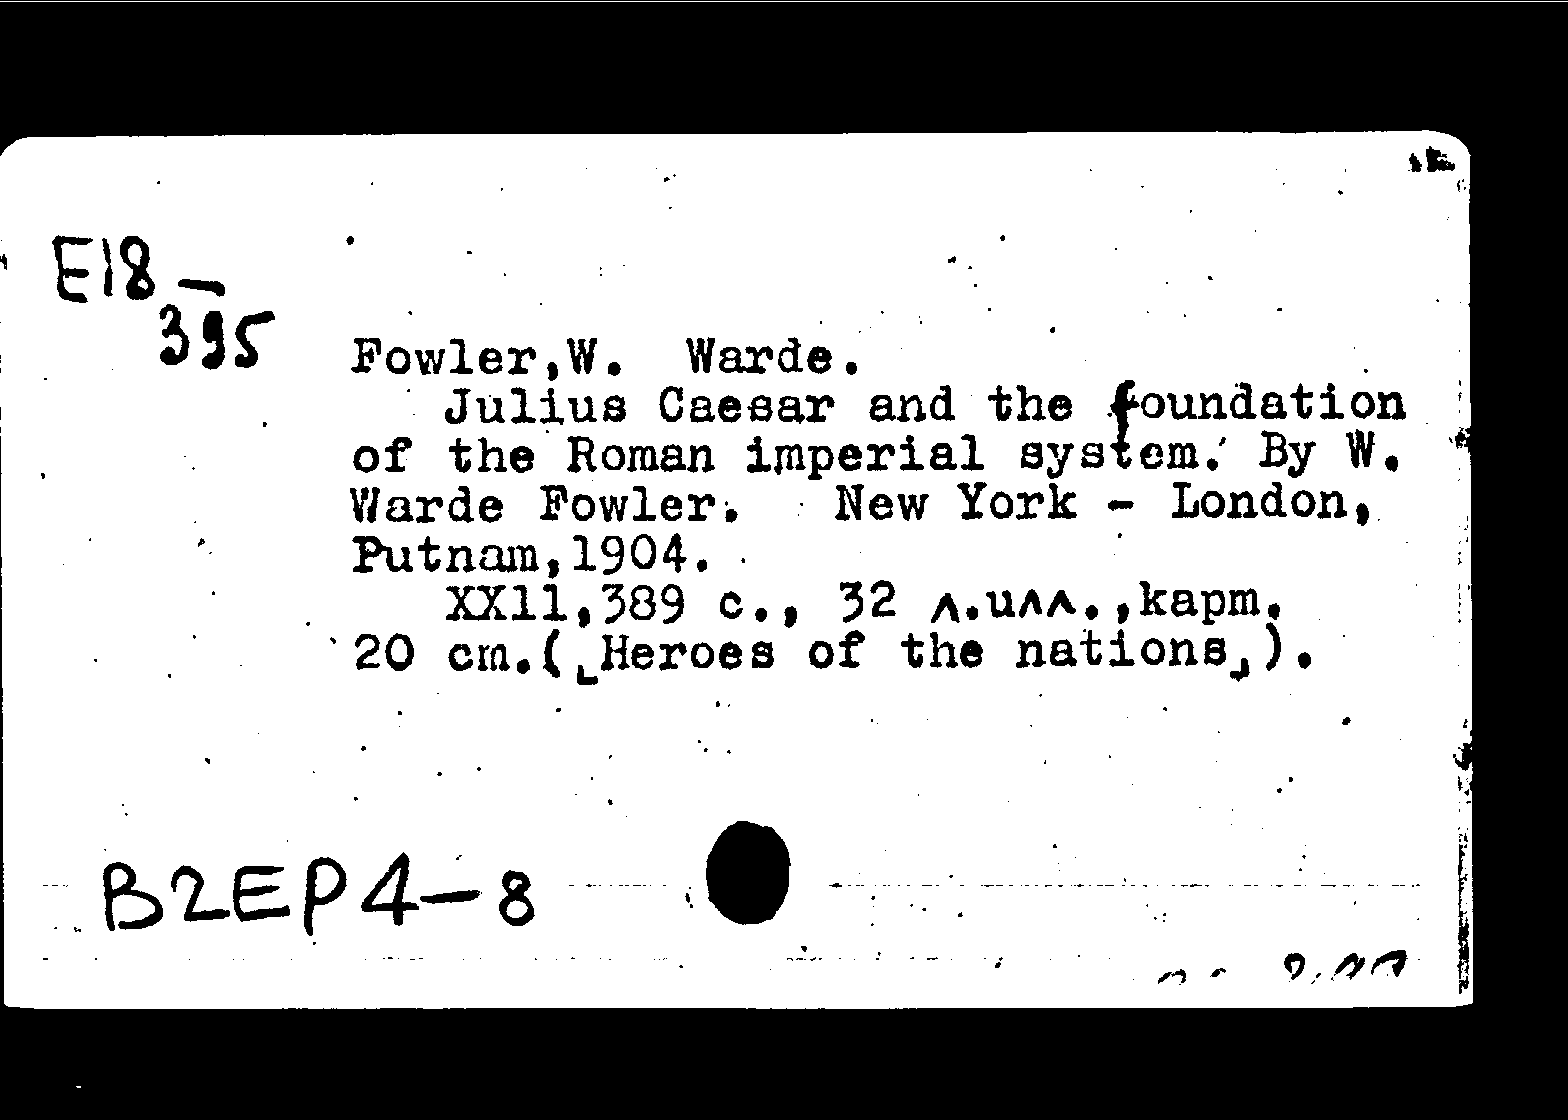 E18-
395
Fowler,W. Warde.
Julius Caesar and the foundation
of the Roman imperial system. By W.
Warde Fowler. New York - London,
Putnam,1904.
XX11,389 c., 32 л.илл.,карт.
20 cm.(⌞Heroes of the nations⌟).
B2EP4-8